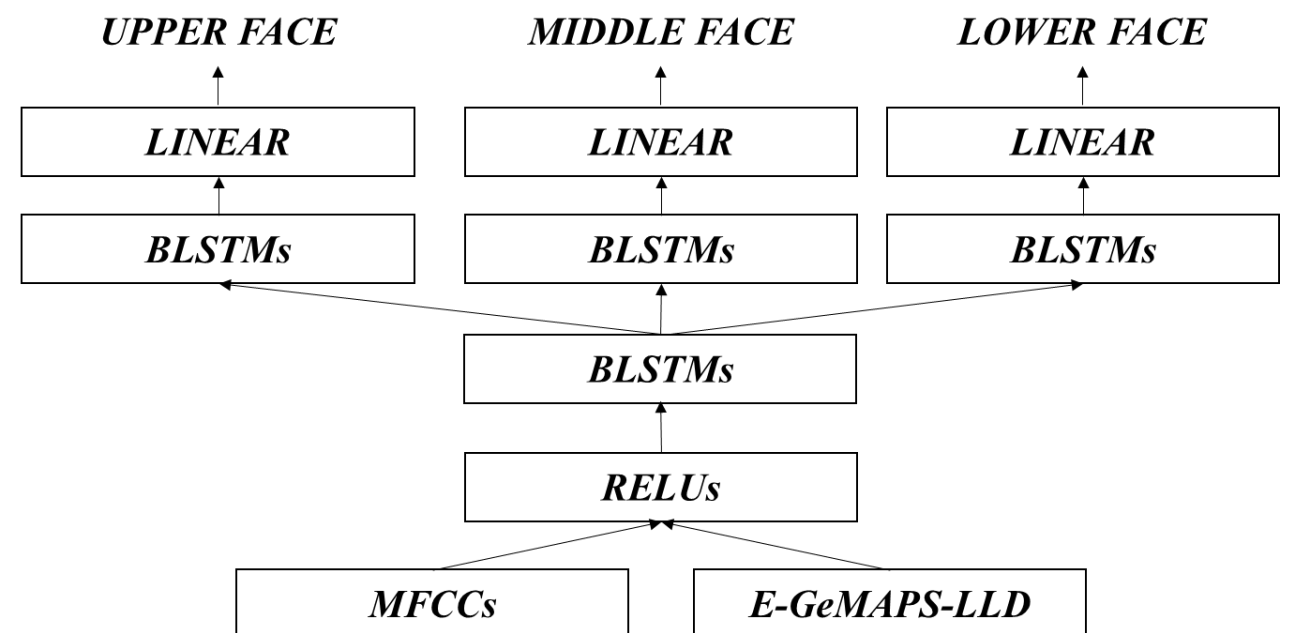 UPPER FACE MIDDLE FACE LOWER FACE
LINEAR LINEAR LINEAR
BLSTMs BLSTMs BLSTMs
BLSTMs
RELUs
MFCCs E-GeMAPS-LLD